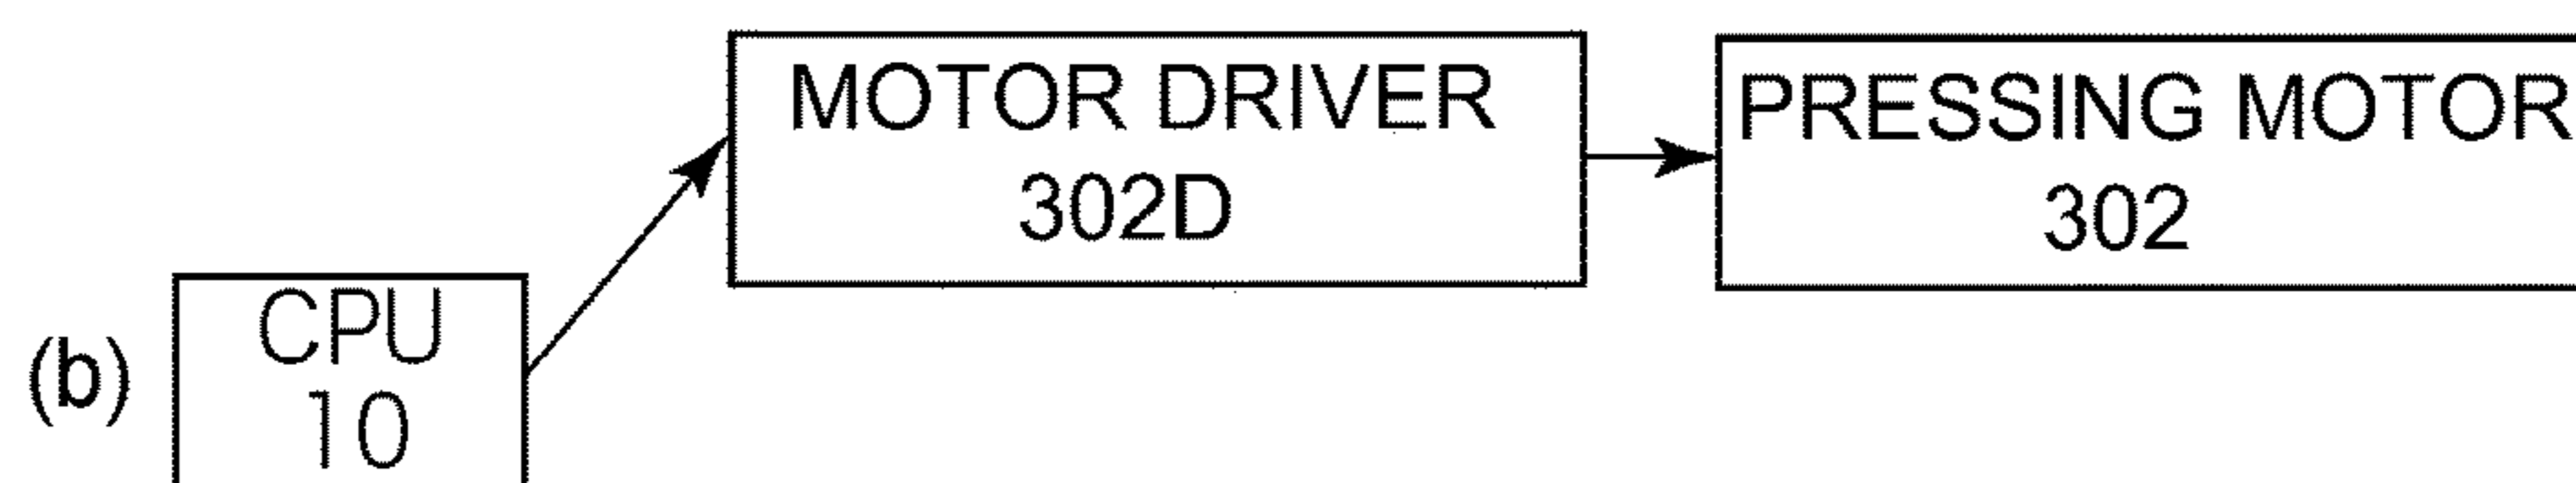 MOTOR DRIVER
302D
PRESSING MOTOR
302
(b)
CPU
10